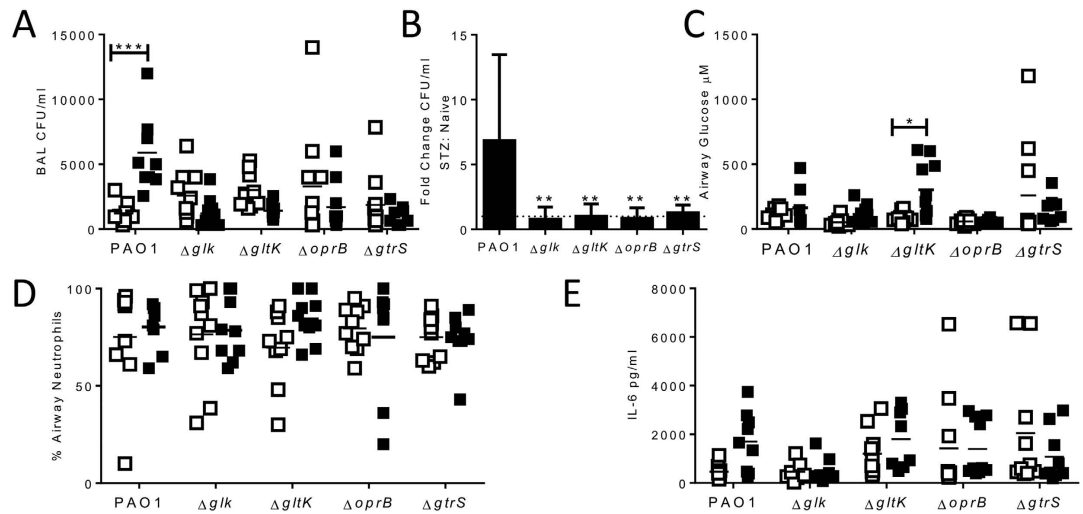 A
BAL CFU/ml
15000
10000
5000
0
***
PAO1 Δglk ΔgltK ΔoprB ΔgtrS
B
Fold Change CFU/ml
STZ: Naive
15
10
5
0
** ** ** **
PAO1 Δglk ΔgltK ΔoprB ΔgtrS
C
Airway Glucose μM
1500
1000
500
0
*
PAO1 Δglk ΔgltK ΔoprB ΔgtrS
D
% Airway Neutrophils
100
50
0
PAO1 Δglk ΔgltK ΔoprB ΔgtrS
E
IL-6 pg/ml
8000
6000
4000
2000
0
PAO1 Δglk ΔgltK ΔoprB ΔgtrS